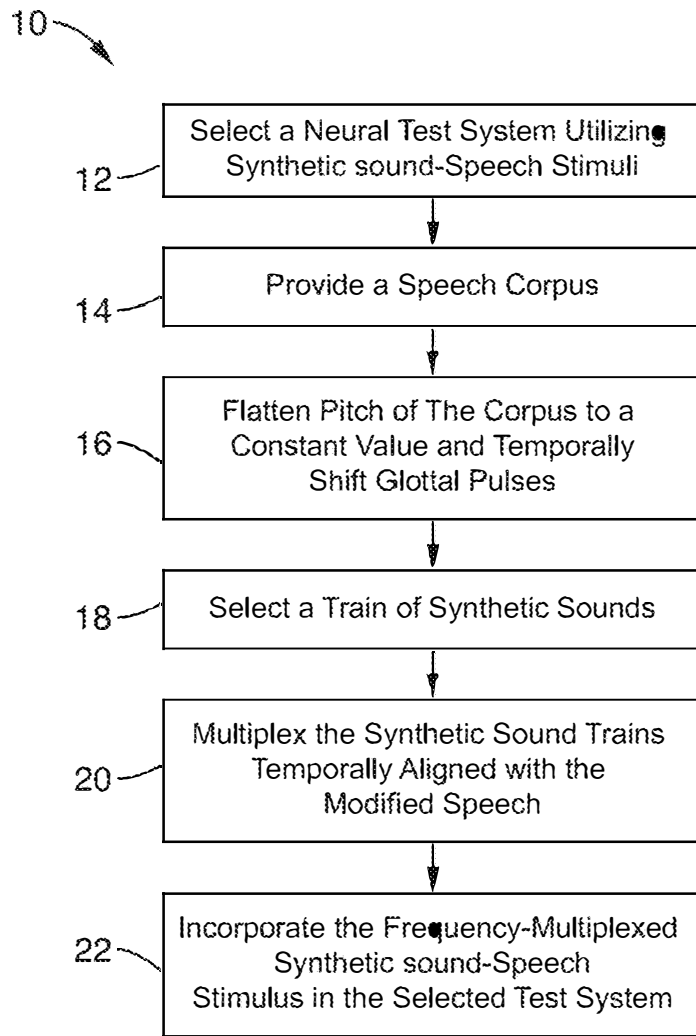 10
Select a Neural Test System Utilizing
Synthetic sound-Speech Stimuli
12
Provide a Speech Corpus
14
Flatten Pitch of The Corpus to a
Constant Value and Temporally
Shift Glottal Pulses
16
Select a Train of Synthetic Sounds
18
Multiplex the Synthetic Sound Trains
Temporally Aligned with the
Modified Speech
20
Incorporate the Frequency-Multiplexed
Synthetic sound-Speech
Stimulus in the Selected Test System
22